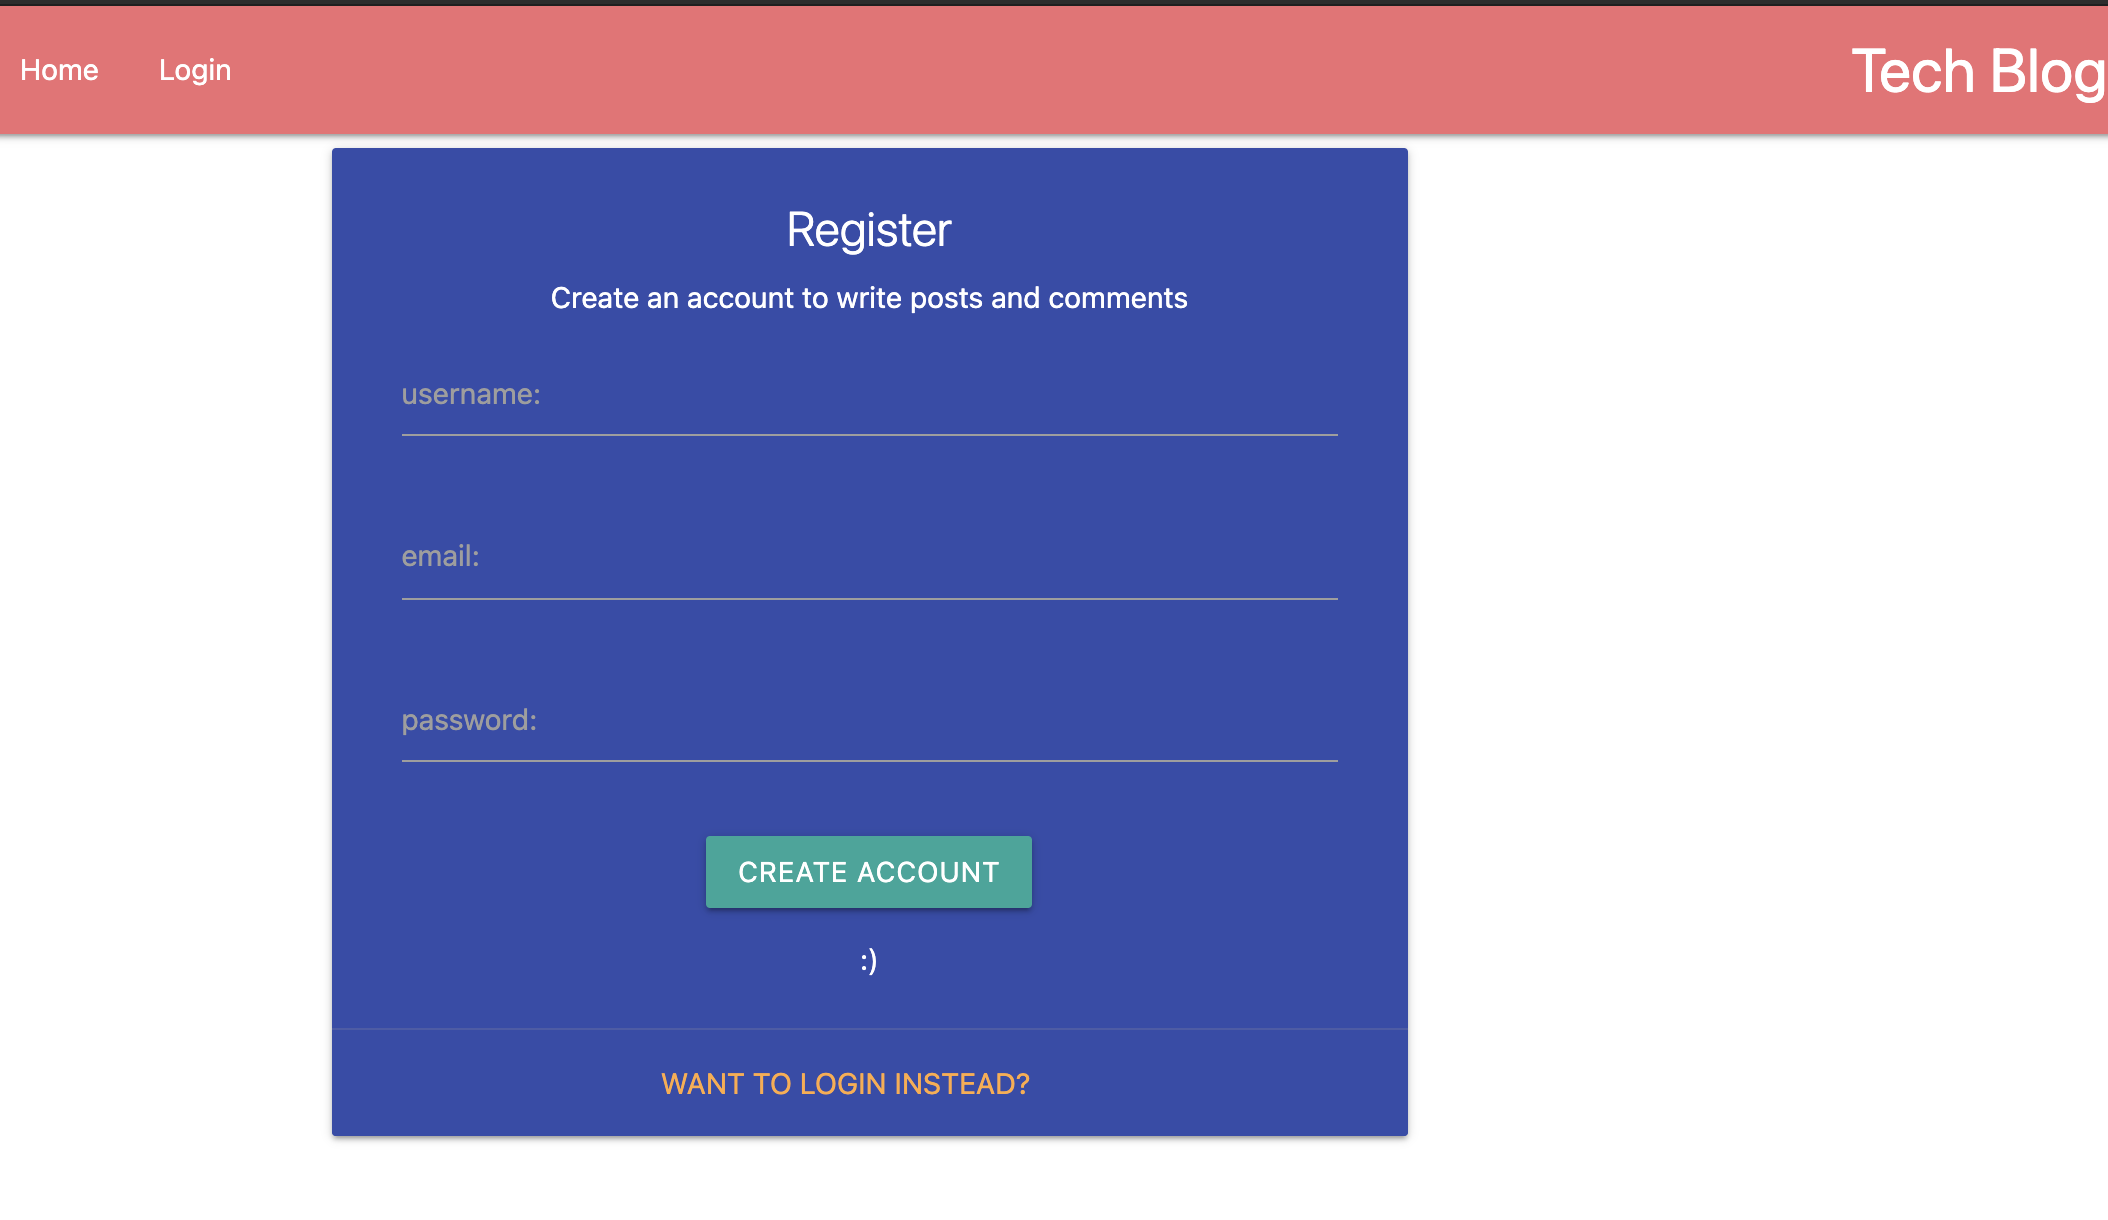 Home Login Tech Blog
Register
Create an account to write posts and comments
username:
email:
password:
CREATE ACCOUNT
:)
WANT TO LOGIN INSTEAD?